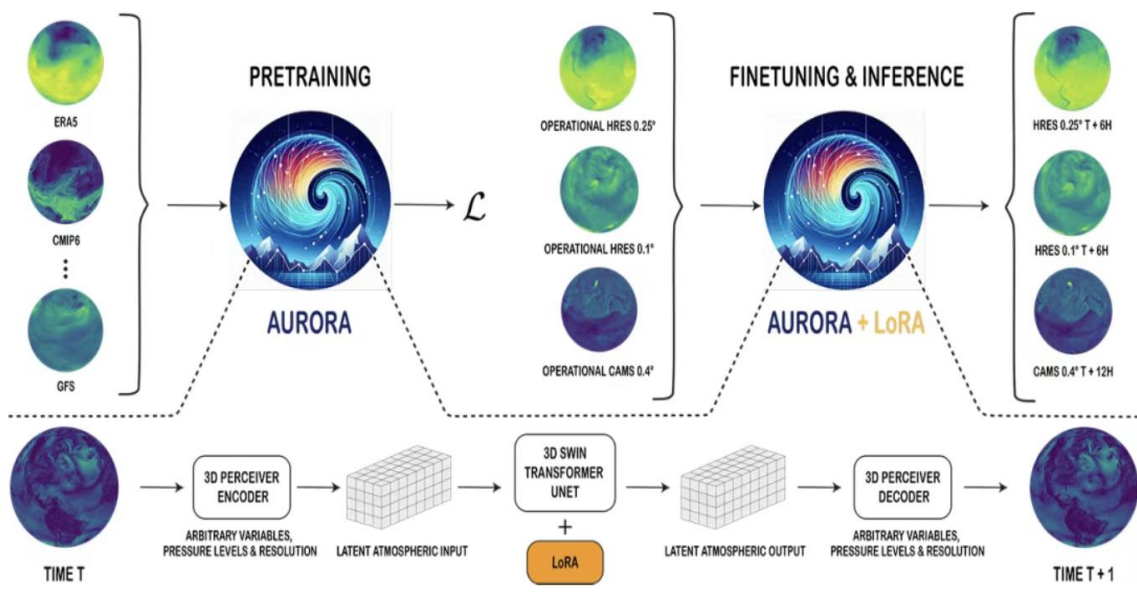 PRETRAINING
FINETUNING & INFERENCE
ERA5
CMIP6
GFS
AURORA
ℒ
OPERATIONAL HRES 0.25°
OPERATIONAL HRES 0.1°
OPERATIONAL CAMS 0.4°
AURORA + LoRA
HRES 0.25° T + 6H
HRES 0.1° T + 6H
CAMS 0.4° T + 12H
TIME T
3D PERCEIVER
ENCODER
ARBITRARY VARIABLES,
PRESSURE LEVELS & RESOLUTION
LATENT ATMOSPHERIC INPUT
3D SWIN
TRANSFORMER
UNET
+
LoRA
LATENT ATMOSPHERIC OUTPUT
3D PERCEIVER
DECODER
ARBITRARY VARIABLES,
PRESSURE LEVELS & RESOLUTION
TIME T + 1